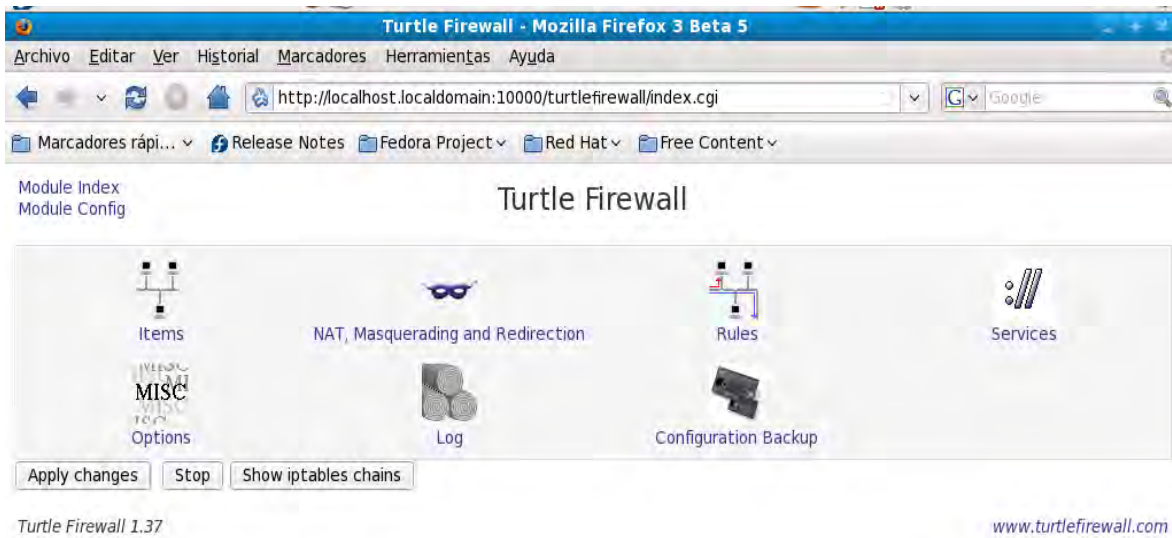 Turtle Firewall - Mozilla Firefox 3 Beta 5
Archivo Editar Ver Historial Marcadores Herramientas Ayuda
http://localhost.localdomain:10000/turtlefirewall/index.cgi G Google
Marcadores rápi... Release Notes Fedora Project Red Hat Free Content
Module Index
Module Config
Turtle Firewall
Items NAT, Masquerading and Redirection Rules Services
MISC
Options Log Configuration Backup
Apply changes Stop Show iptables chains
Turtle Firewall 1.37 www.turtlefirewall.com